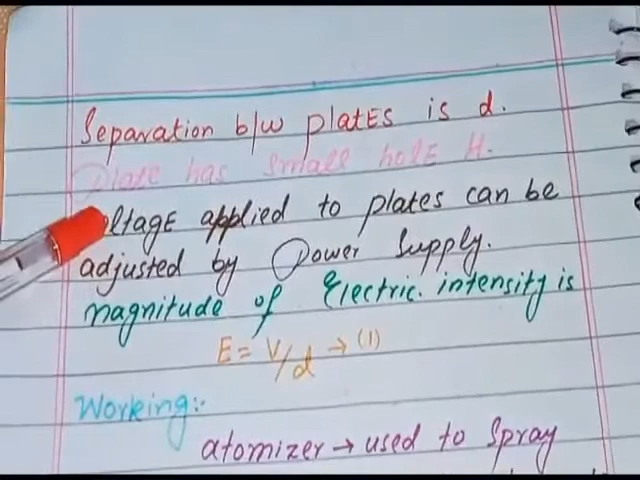 Separation b/w platEs is d.
Plate has small holE H.
ltagE applied to plates can be
adjusted by Power Supply.
magnitude of Electric. intensity is
E = V/d → (1)
Working:-
atomizer → used to Spray